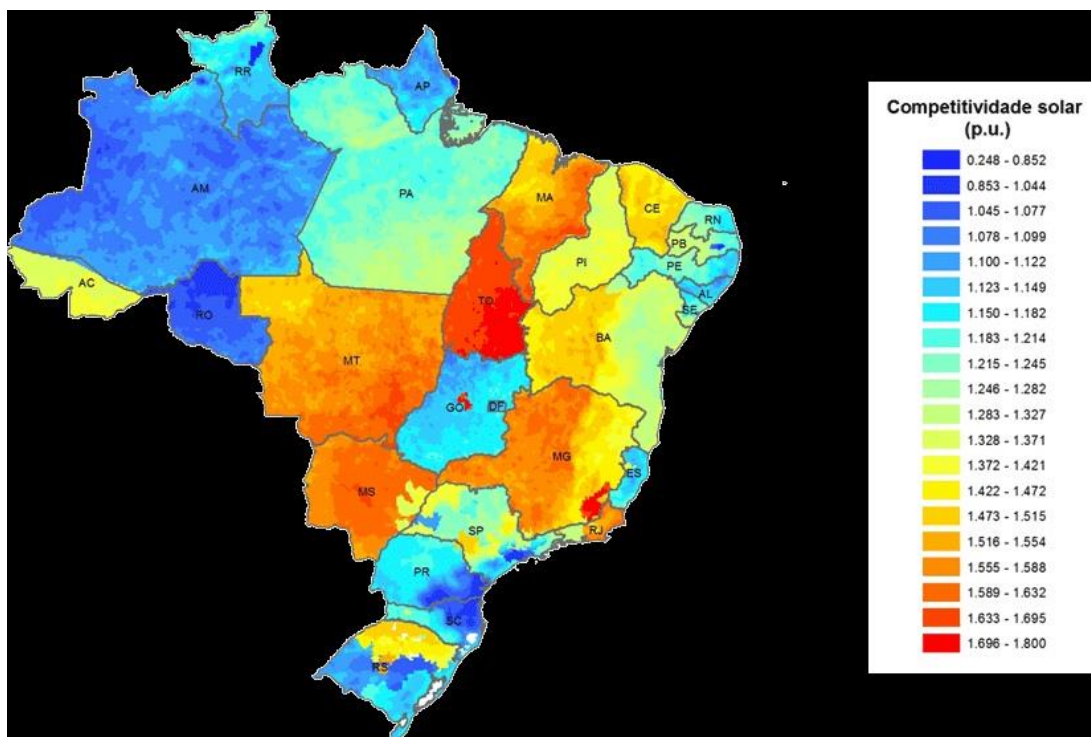 RR
AP
AM
PA
MA
CE
RN
PB
PE
PI
AL
SE
AC
RO
TO
BA
MT
GO
DF
MG
ES
MS
SP
RJ
PR
SC
RS
Competitividade solar
(p.u.)
0.248 - 0.852
0.853 - 1.044
1.045 - 1.077
1.078 - 1.099
1.100 - 1.122
1.123 - 1.149
1.150 - 1.182
1.183 - 1.214
1.215 - 1.245
1.246 - 1.282
1.283 - 1.327
1.328 - 1.371
1.372 - 1.421
1.422 - 1.472
1.473 - 1.515
1.516 - 1.554
1.555 - 1.588
1.589 - 1.632
1.633 - 1.695
1.696 - 1.800